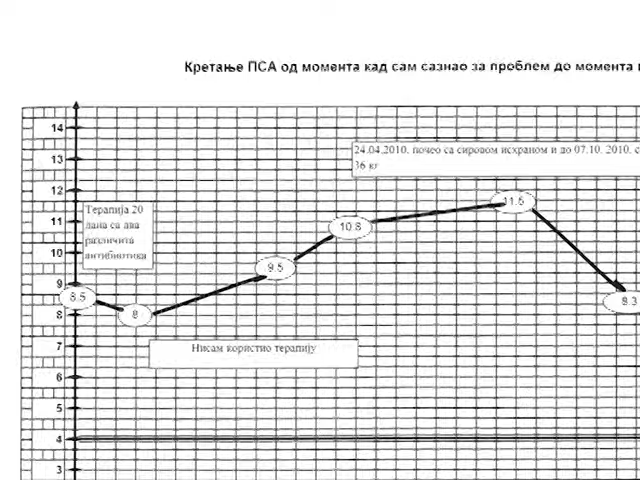 Кретање ПСА од момента кад сам сазнао за проблем до момента
14
24.04.2010. почео са сировом исхраном и до 07.10. 2010. с
13
36 кг
12
11.5
Терапија 20
дана са два
различита
антибиотика
11
10.8
10
9.5
9
8.5
8.3
8
8
7
Нисам користио терапију
6
5
4
3